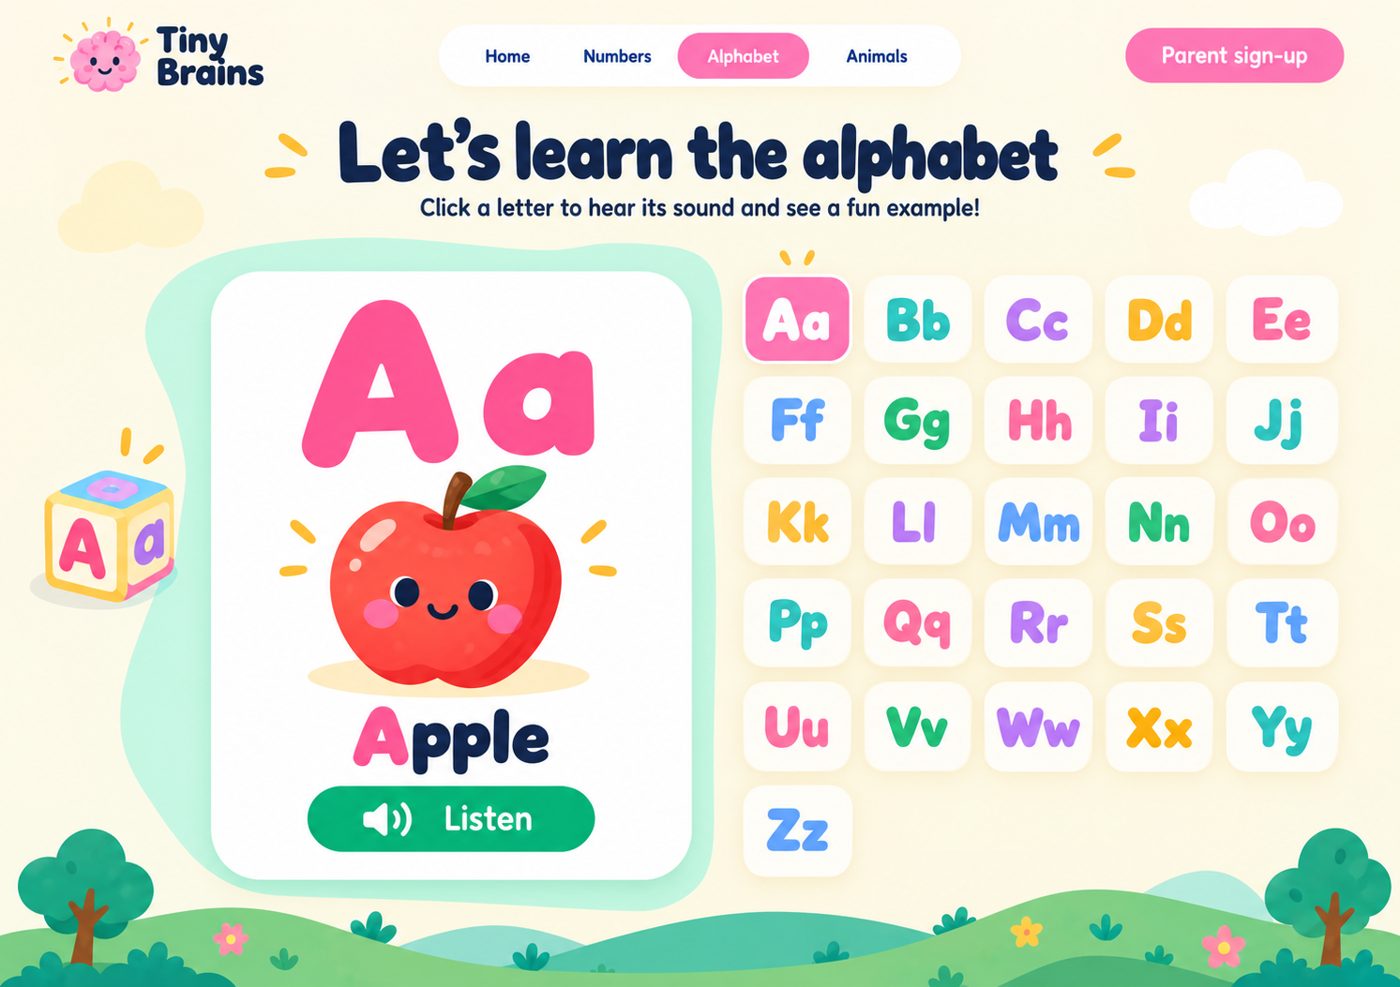 Tiny
Brains
Home Numbers Alphabet Animals
Parent sign-up
Let's learn the alphabet
Click a letter to hear its sound and see a fun example!
Aa
A a
Apple
Listen
Aa Bb Cc Dd Ee
Ff Gg Hh Ii Jj
Kk Ll Mm Nn Oo
Pp Qq Rr Ss Tt
Uu Vv Ww Xx Yy
Zz